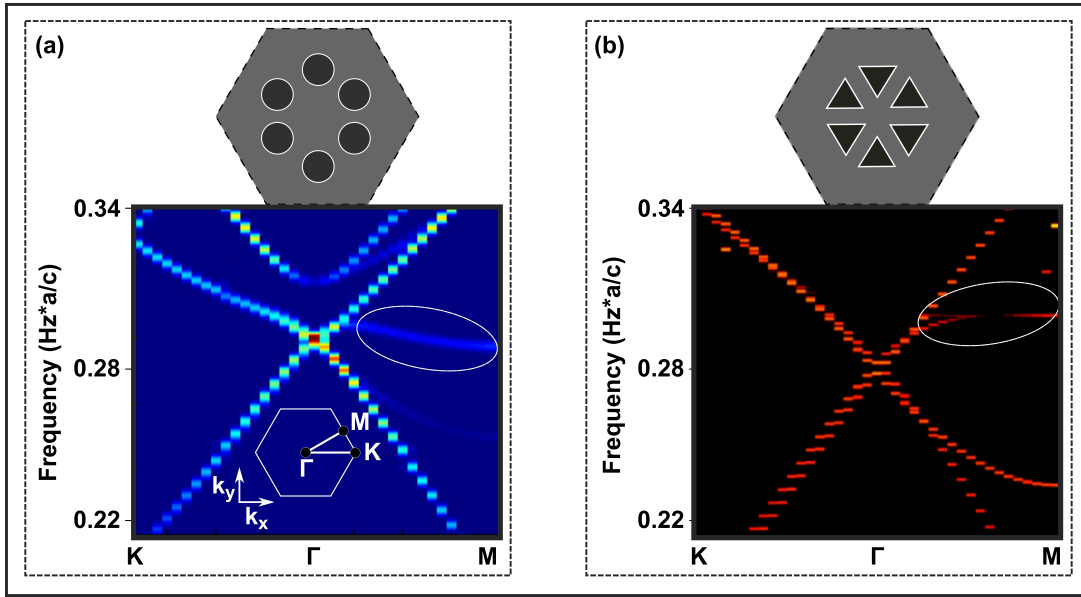 (a)
(b)
0.34
0.28
0.22
Frequency (Hz*a/c)
M
Γ
K
ky
kx
K
Γ
M
0.34
0.28
0.22
Frequency (Hz*a/c)
K
Γ
M